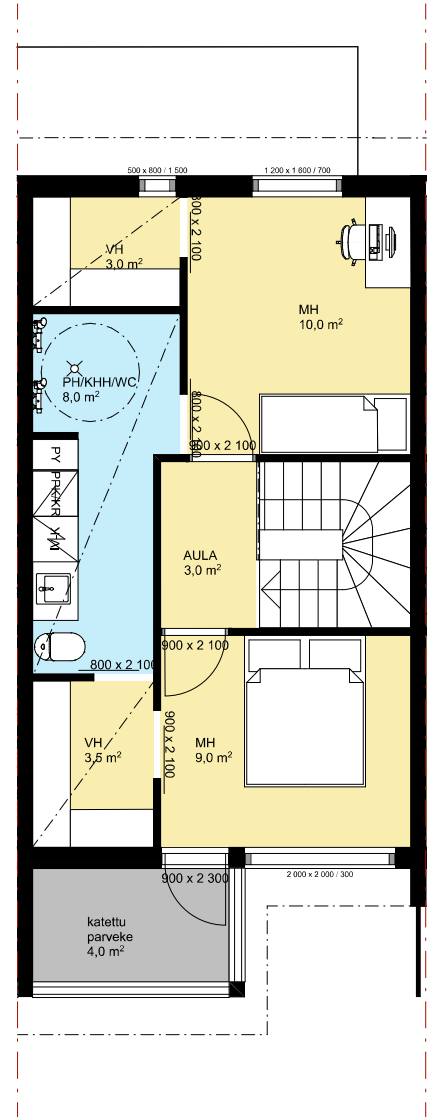 500 x 800 / 1 500
1 200 x 1 600 / 700
800 x 2 100
VH
3,0 m²
MH
10,0 m²
PH/KHH/WC
8,0 m²
800 x 2 100
900 x 2 100
PY
AULA
3,0 m²
800 x 2 100
900 x 2 100
900 x 2 100
VH
3,5 m²
MH
9,0 m²
900 x 2 300
2 000 x 2 000 / 300
katettu
parveke
4,0 m²